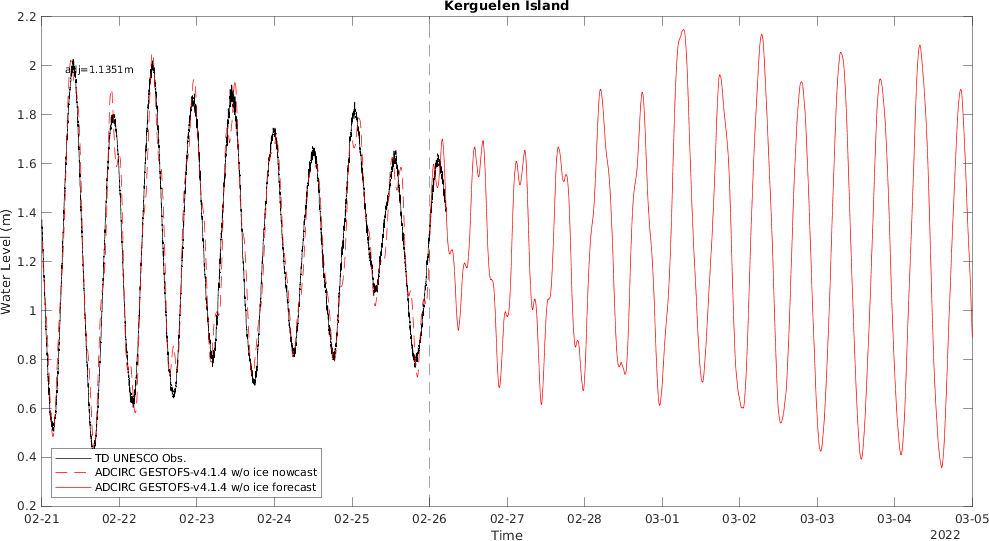 Kerguelen Island
2.2
2
1.8
1.6
1.4
1.2
1
0.8
0.6
0.4
0.2
Water Level (m)
adj=1.1351m
TD UNESCO Obs.
ADCIRC GESTOFS-v4.1.4 w/o ice nowcast
ADCIRC GESTOFS-v4.1.4 w/o ice forecast
02-21 02-22 02-23 02-24 02-25 02-26 02-27 02-28 03-01 03-02 03-03 03-04 03-05
Time
2022